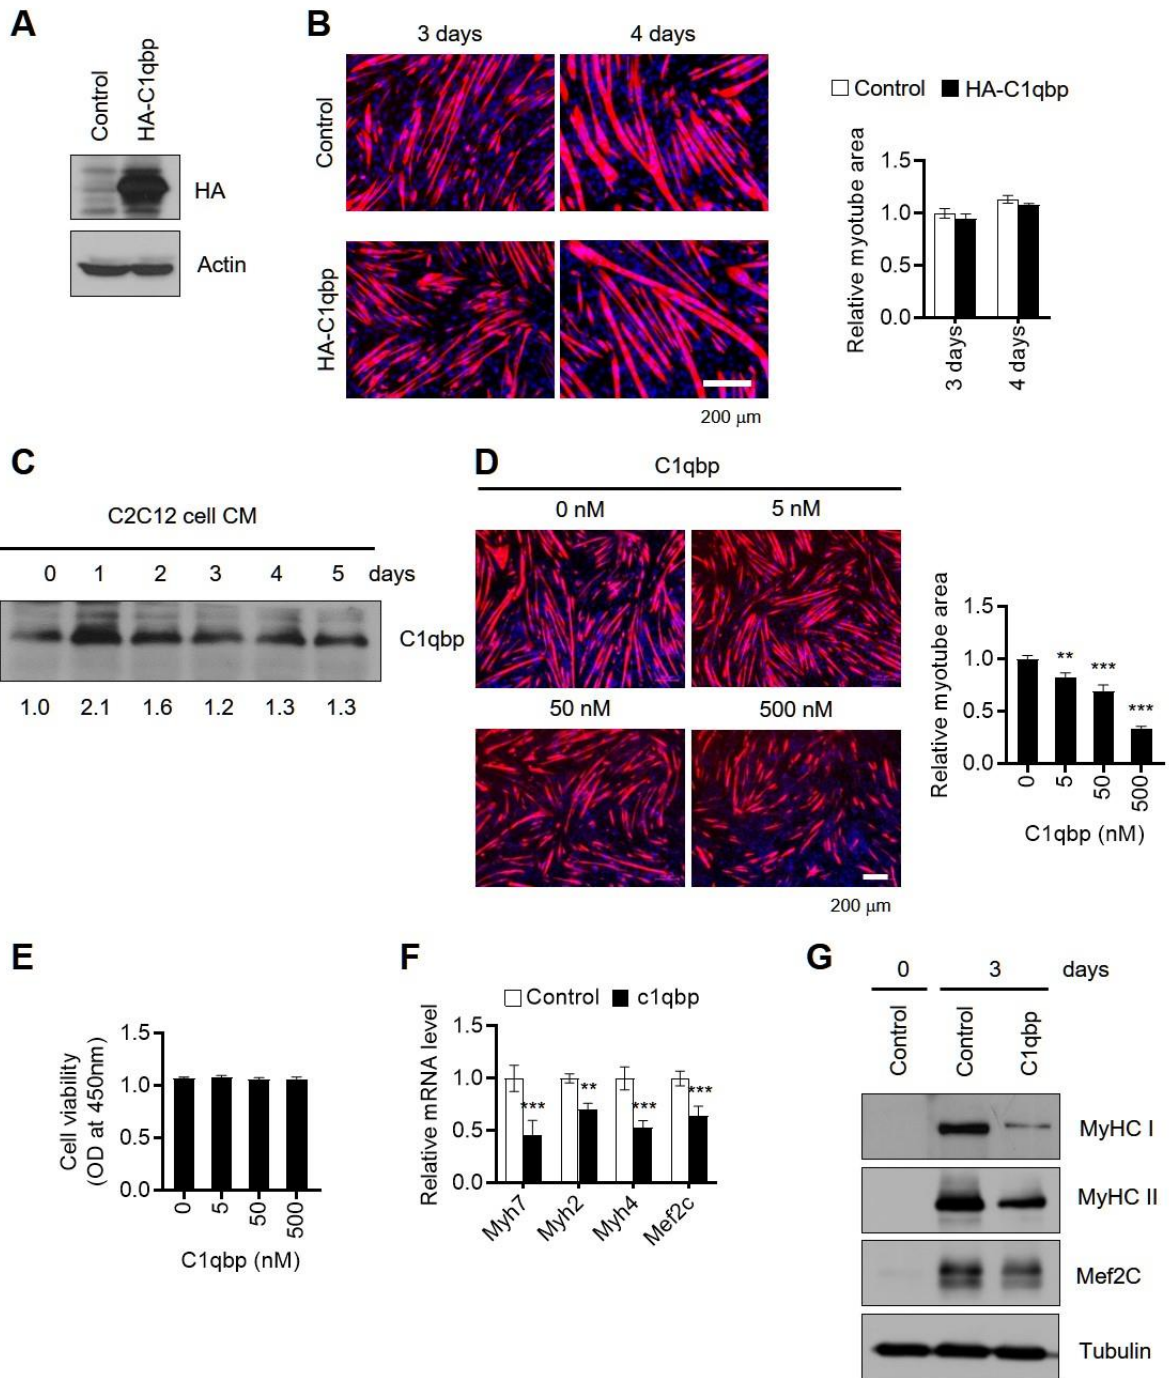 A
Control
HA-C1qbp
HA
Actin
B
3 days
4 days
Control
HA-C1qbp
200 µm
Control
HA-C1qbp
Relative myotube area
1.5
1.0
0.5
0.0
3 days
4 days
C
C2C12 cell CM
0 1 2 3 4 5 days
C1qbp
1.0 2.1 1.6 1.2 1.3 1.3
D
C1qbp
0 nM
5 nM
50 nM
500 nM
200 µm
Relative myotube area
1.5
1.0
0.5
0.0
**
***
***
0
5
50
500
C1qbp (nM)
E
Cell viability
(OD at 450nm)
1.5
1.0
0.5
0.0
0
5
50
500
C1qbp (nM)
F
Control
c1qbp
Relative mRNA level
1.5
1.0
0.5
0.0
***
**
***
***
Myh7
Myh2
Myh4
Mef2c
G
0 3 days
Control
Control
C1qbp
MyHC I
MyHC II
Mef2C
Tubulin